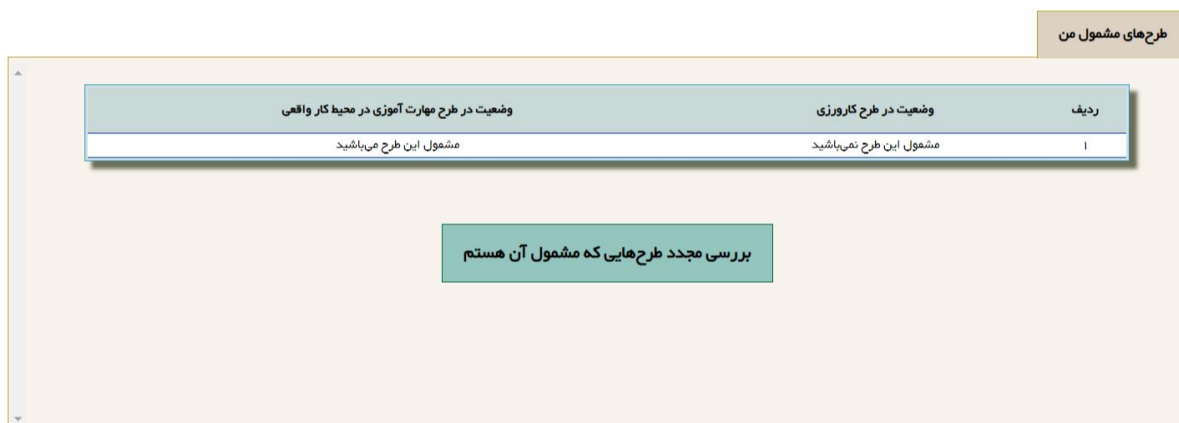 طرح‌های مشمول من
ردیف وضعیت در طرح کارورزی وضعیت در طرح مهارت آموزی در محیط کار واقعی
۱ مشمول این طرح نمی‌باشید مشمول این طرح می‌باشید
بررسی مجدد طرح‌هایی که مشمول آن هستم